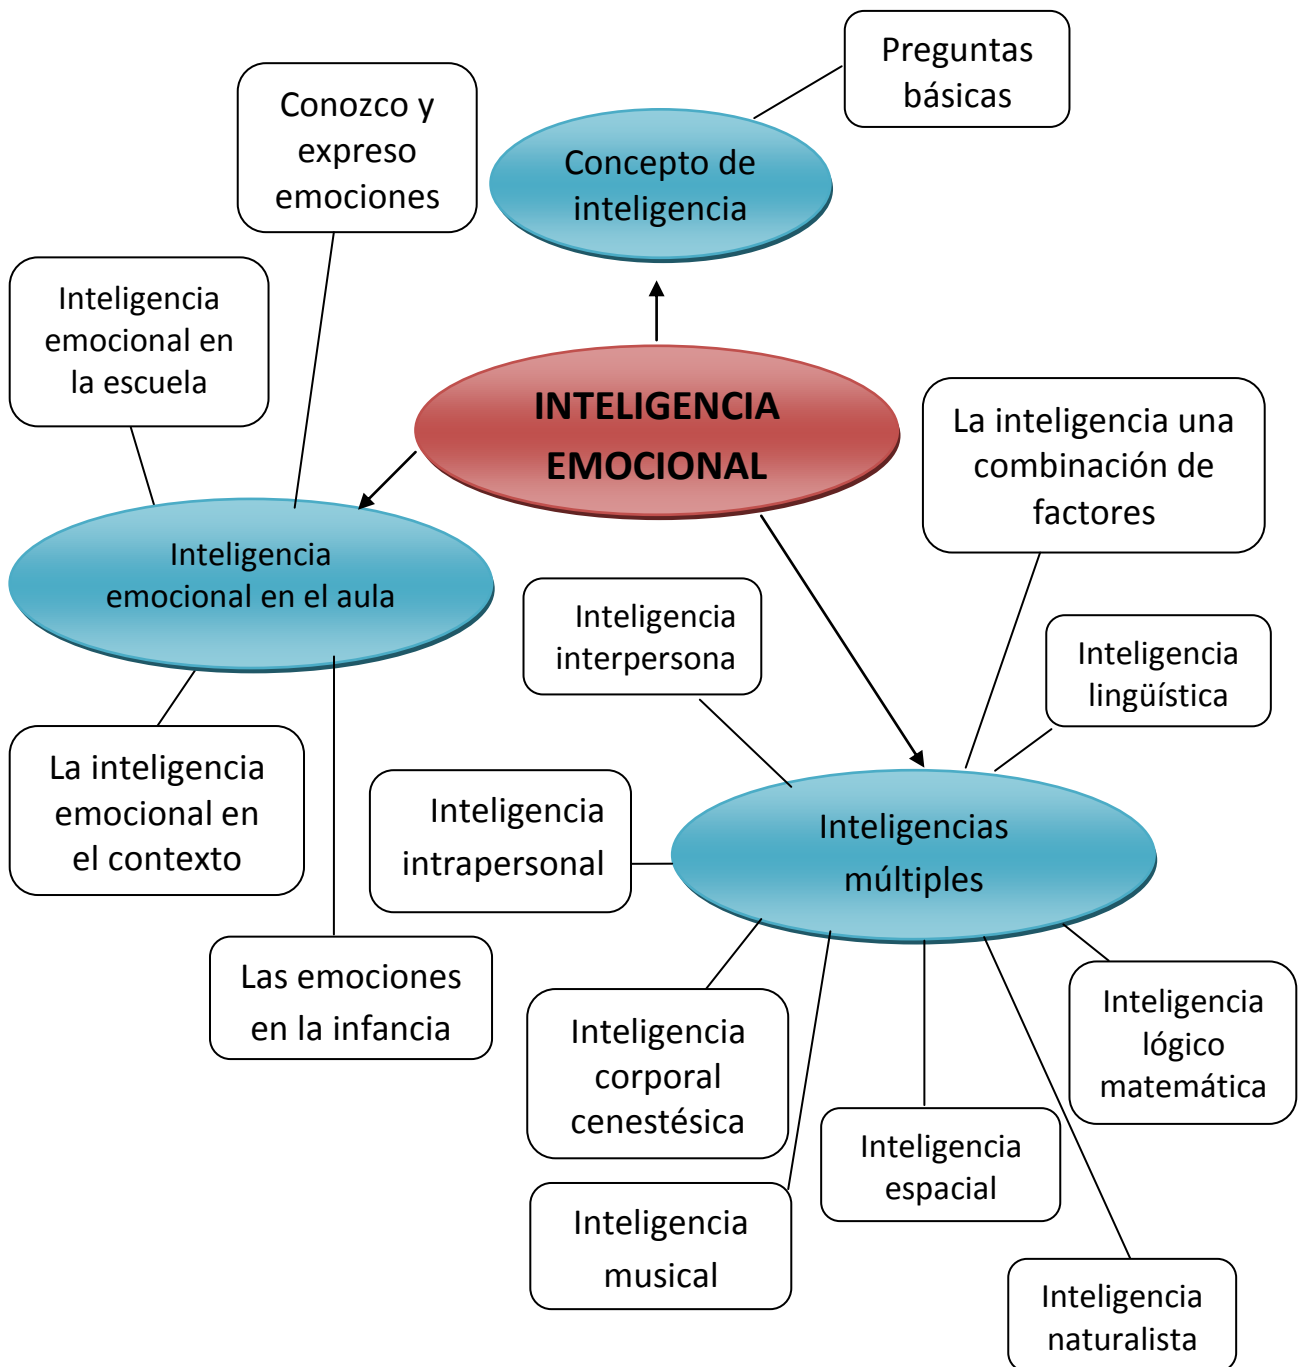 Preguntas
básicas
Conozco y
expreso
emociones
Concepto de
inteligencia
Inteligencia
emocional en
la escuela
INTELIGENCIA
EMOCIONAL
La inteligencia una
combinación de
factores
Inteligencia
emocional en el aula
Inteligencia
interpersona
Inteligencia
lingüística
La inteligencia
emocional en
el contexto
Inteligencia
intrapersonal
Inteligencias
múltiples
Las emociones
en la infancia
Inteligencia
corporal
cenestésica
Inteligencia
lógico
matemática
Inteligencia
espacial
Inteligencia
musical
Inteligencia
naturalista